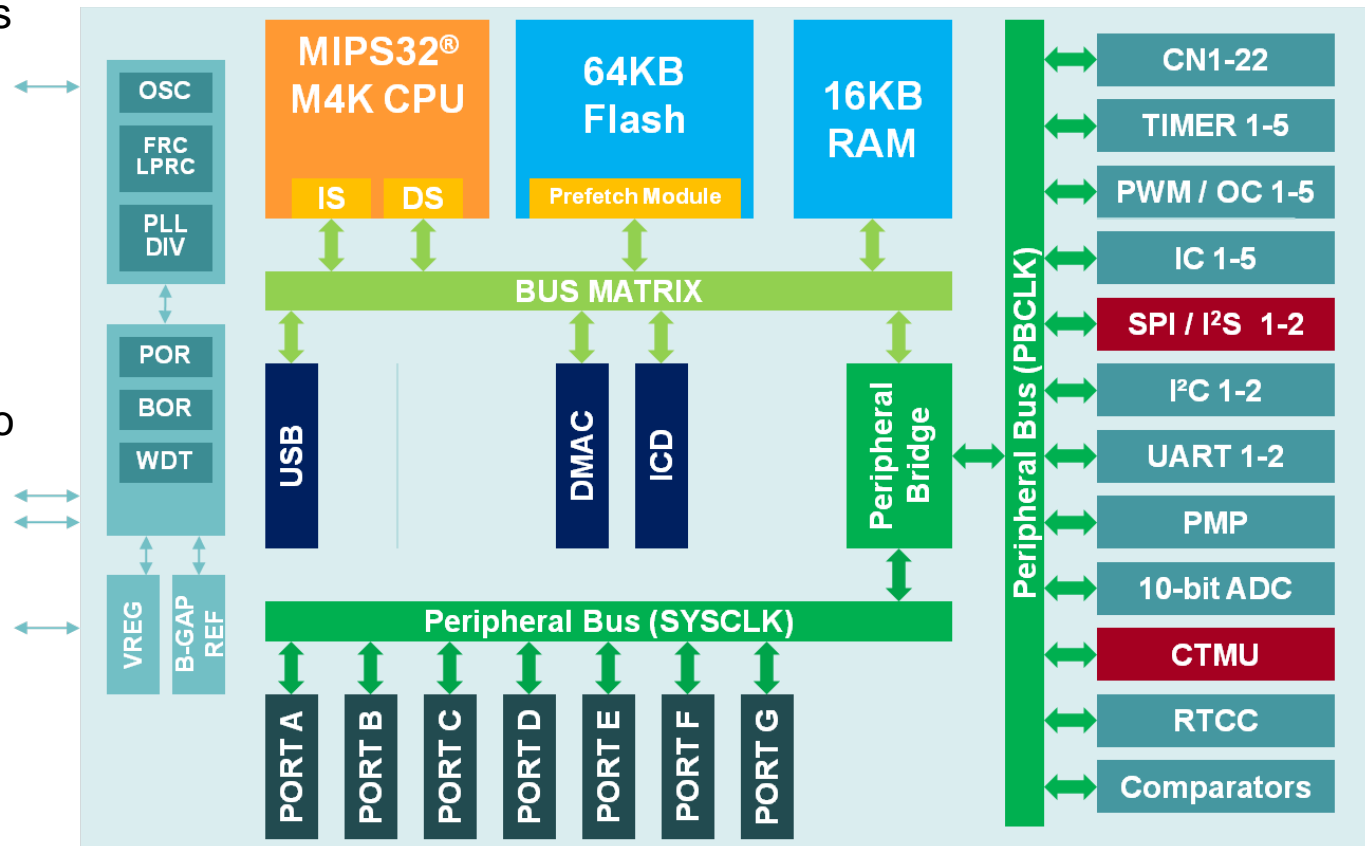 s
o
OSC
FRC
LPRC
PLL
DIV
POR
BOR
WDT
VREG
B-GAP
REF
MIPS32®
M4K CPU
IS
DS
64KB
Flash
Prefetch Module
16KB
RAM
BUS MATRIX
USB
DMAC
ICD
Peripheral
Bridge
Peripheral Bus (SYSCLK)
PORT A
PORT B
PORT C
PORT D
PORT E
PORT F
PORT G
Peripheral Bus (PBCLK)
CN1-22
TIMER 1-5
PWM / OC 1-5
IC 1-5
SPI / I²S 1-2
I²C 1-2
UART 1-2
PMP
10-bit ADC
CTMU
RTCC
Comparators